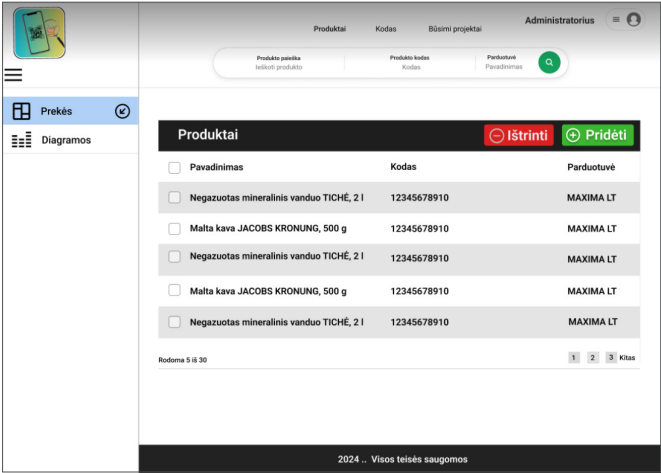 Produktai Kodas Būsimi projektai Administratorius
Produkto paieška Produkto kodas Parduotuvė
Ieškoti produkto Kodas Pavadinimas
Prekės
Diagramos
Produktai Ištrinti Pridėti
Pavadinimas Kodas Parduotuvė
Negazuotas mineralinis vanduo TICHĖ, 2 l 12345678910 MAXIMA LT
Malta kava JACOBS KRONUNG, 500 g 12345678910 MAXIMA LT
Negazuotas mineralinis vanduo TICHĖ, 2 l 12345678910 MAXIMA LT
Malta kava JACOBS KRONUNG, 500 g 12345678910 MAXIMA LT
Negazuotas mineralinis vanduo TICHĖ, 2 l 12345678910 MAXIMA LT
Rodoma 5 iš 30 1 2 3 Kitas
2024 .. Visos teisės saugomos